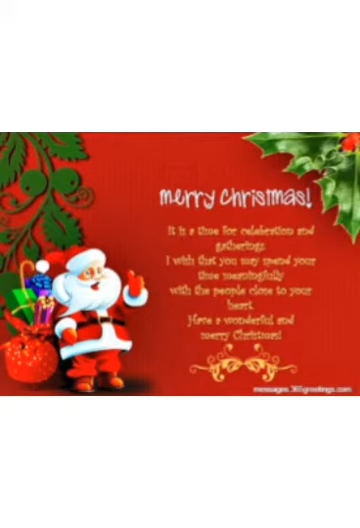 merry christmas!
It is a time for celebration and
gatherings
I wish that you may spend your
time meaningfully
with the people close to your
heart
Have a wonderful and
merry Christmas!
messages.365greetings.com